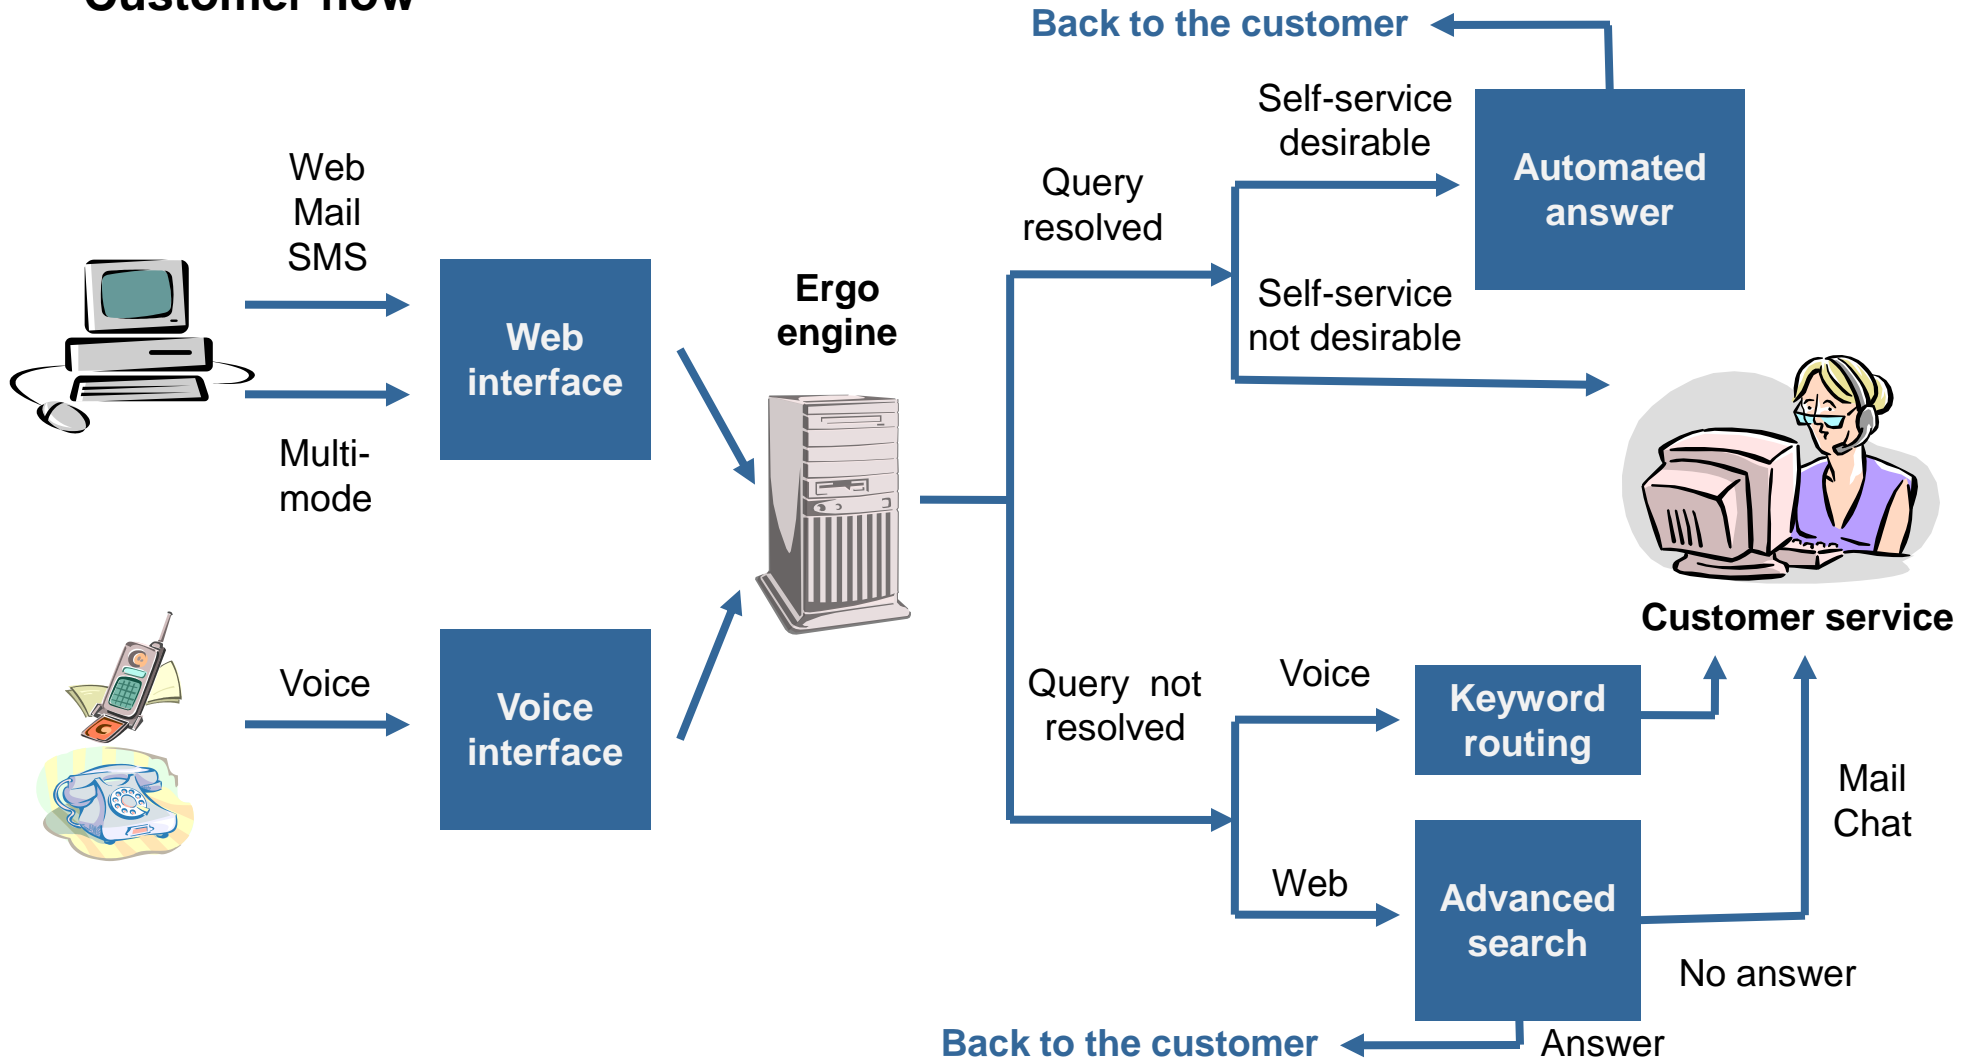 Customer flow
Back to the customer
Self-service
desirable
Automated
answer
Web
Mail
SMS
Query
resolved
Ergo
engine
Self-service
not desirable
Web
interface
Multi-
mode
Customer service
Voice
Voice
interface
Query not
resolved
Voice
Keyword
routing
Mail
Chat
Web
Advanced
search
No answer
Back to the customer
Answer